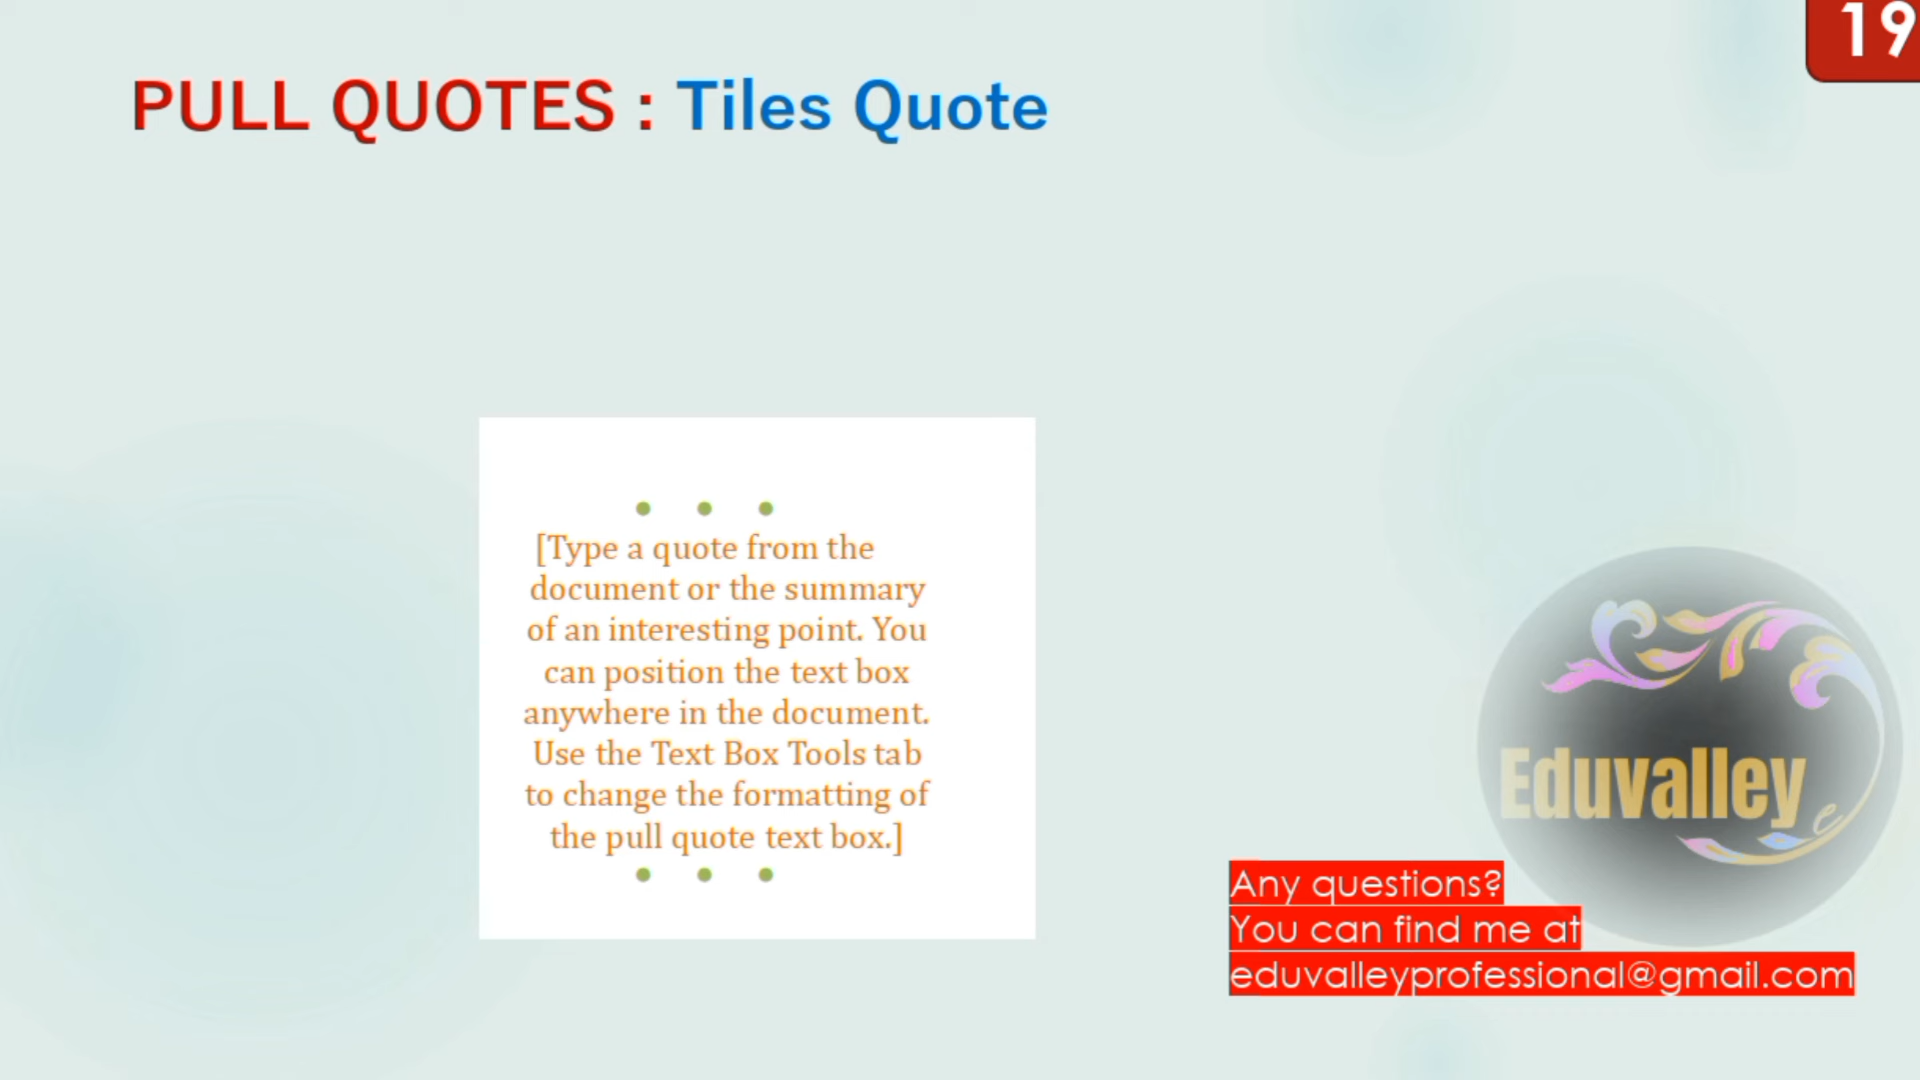 19
PULL QUOTES : Tiles Quote
[Type a quote from the
document or the summary
of an interesting point. You
can position the text box
anywhere in the document.
Use the Text Box Tools tab
to change the formatting of
the pull quote text box.]
Eduvalley
e
Any questions?
You can find me at
eduvalleyprofessional@gmail.com